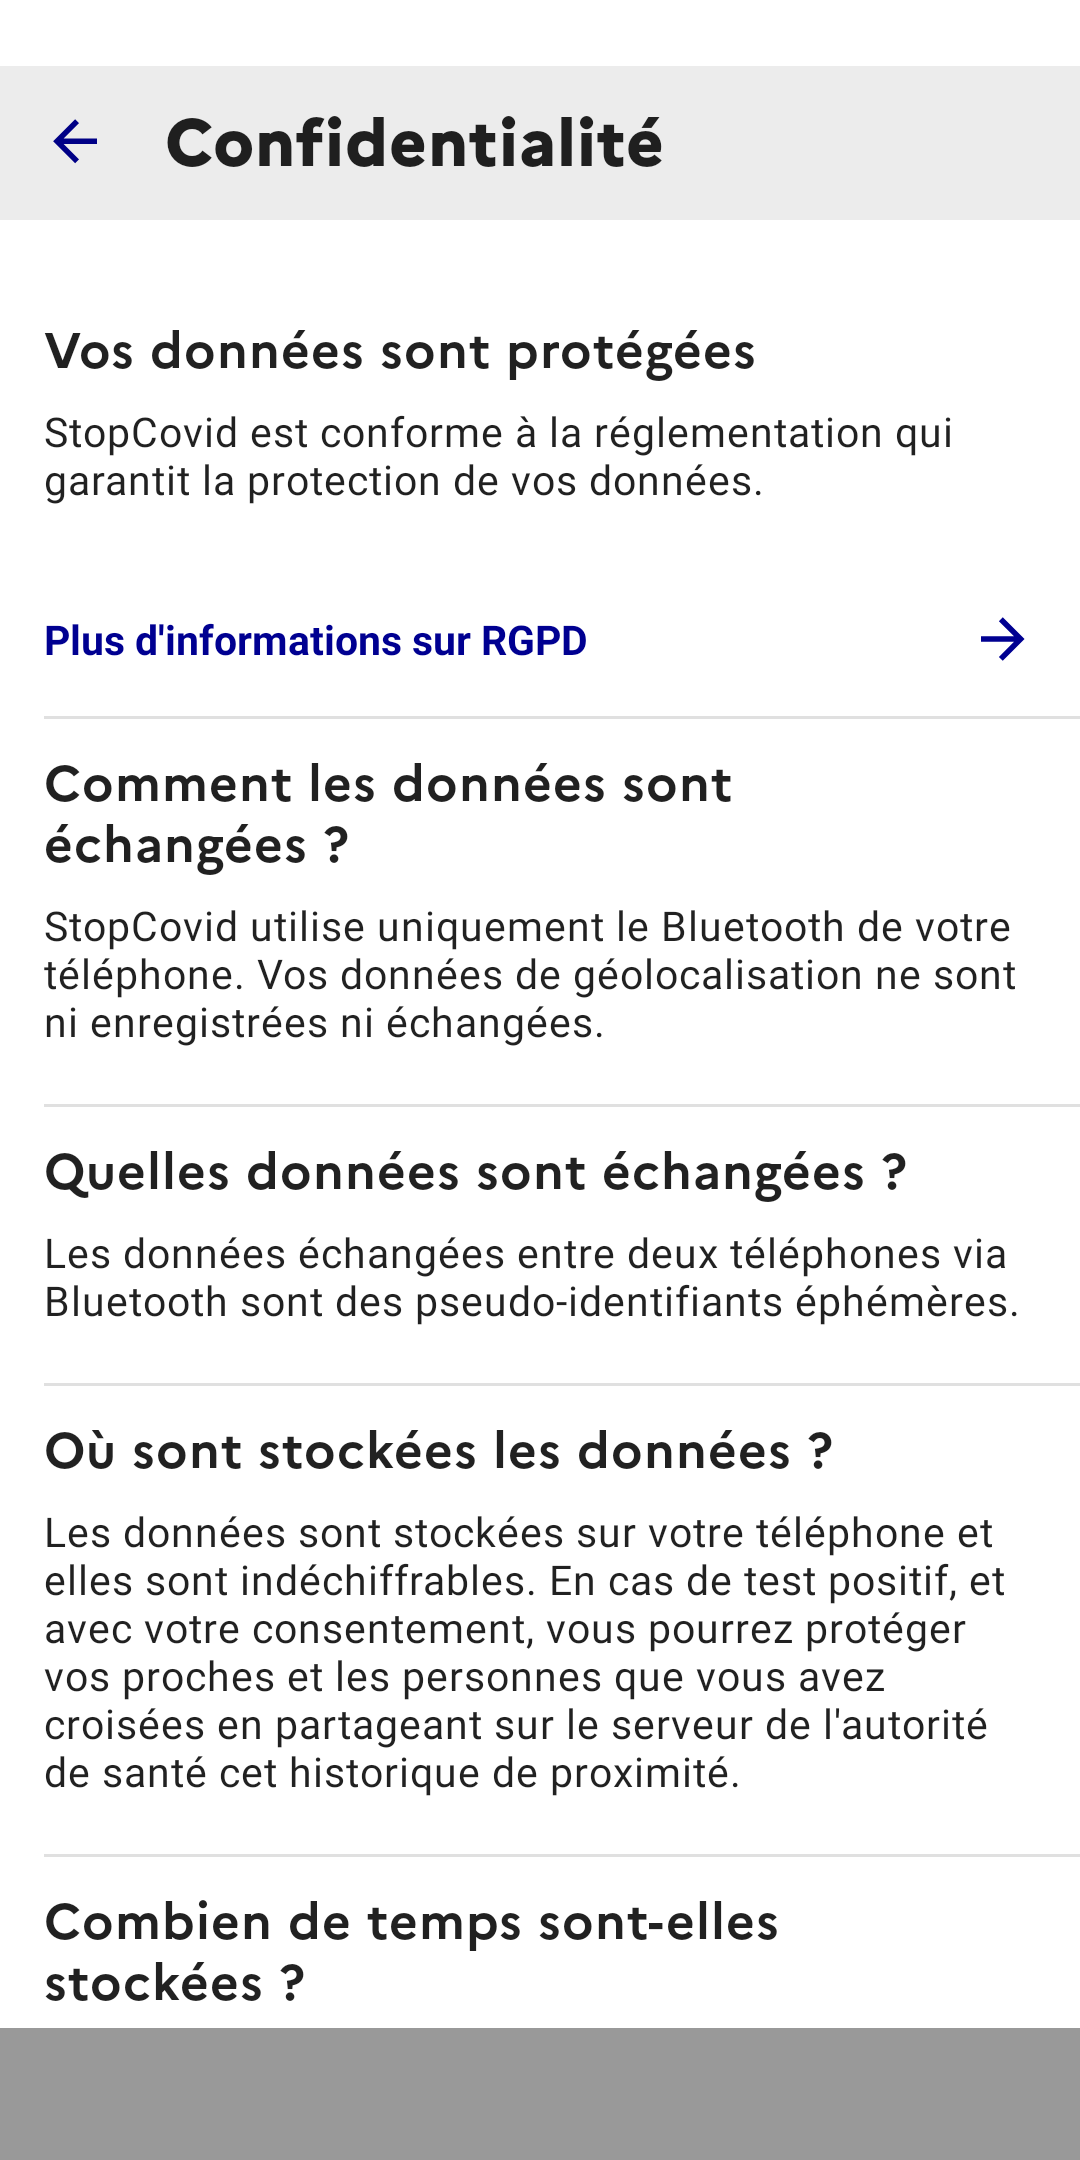 Confidentialité
Vos données sont protégées
StopCovid est conforme à la réglementation qui
garantit la protection de vos données.
Plus d'informations sur RGPD
Comment les données sont
échangées ?
StopCovid utilise uniquement le Bluetooth de votre
téléphone. Vos données de géolocalisation ne sont
ni enregistrées ni échangées.
Quelles données sont échangées ?
Les données échangées entre deux téléphones via
Bluetooth sont des pseudo-identifiants éphémères.
Où sont stockées les données ?
Les données sont stockées sur votre téléphone et
elles sont indéchiffrables. En cas de test positif, et
avec votre consentement, vous pourrez protéger
vos proches et les personnes que vous avez
croisées en partageant sur le serveur de l'autorité
de santé cet historique de proximité.
Combien de temps sont-elles
stockées ?